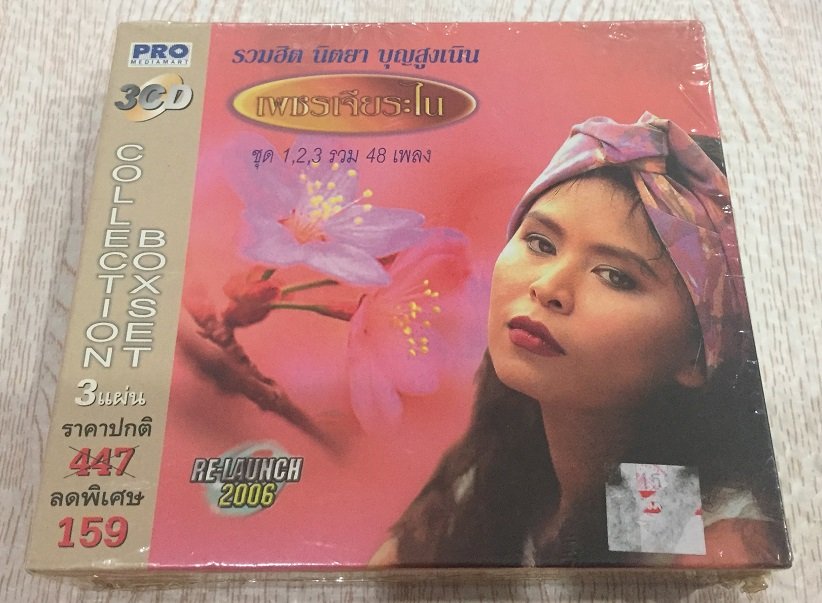 PRO
MEDIAMART
3CD
COLLECTION
BOXSET
3แผ่น
ราคาปกติ
447
ลดพิเศษ
159
รวมฮิต นิตยา บุญสูงเนิน
เพชรเจียระไน
ชุด 1,2,3 รวม 48 เพลง
RE-LAUNCH
2006